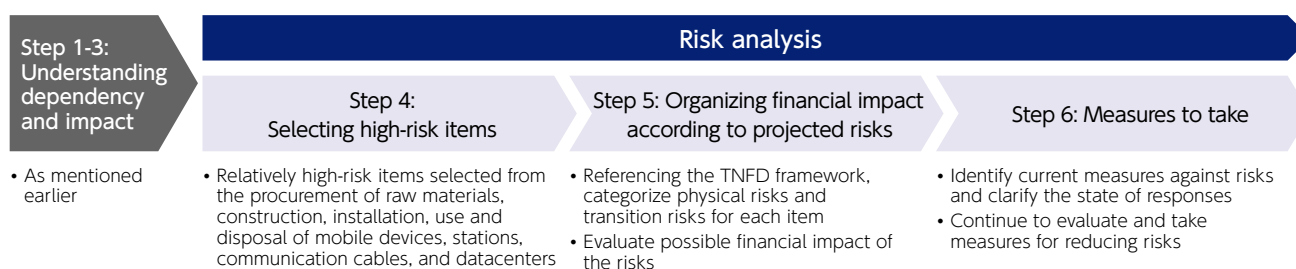 Step 1-3:
Understanding
dependency
and impact
• As mentioned
earlier
Risk analysis
Step 4:
Selecting high-risk items
• Relatively high-risk items selected from
the procurement of raw materials,
construction, installation, use and
disposal of mobile devices, stations,
communication cables, and datacenters
Step 5: Organizing financial impact
according to projected risks
• Referencing the TNFD framework,
categorize physical risks and
transition risks for each item
• Evaluate possible financial impact of
the risks
Step 6: Measures to take
• Identify current measures against risks
and clarify the state of responses
• Continue to evaluate and take
measures for reducing risks